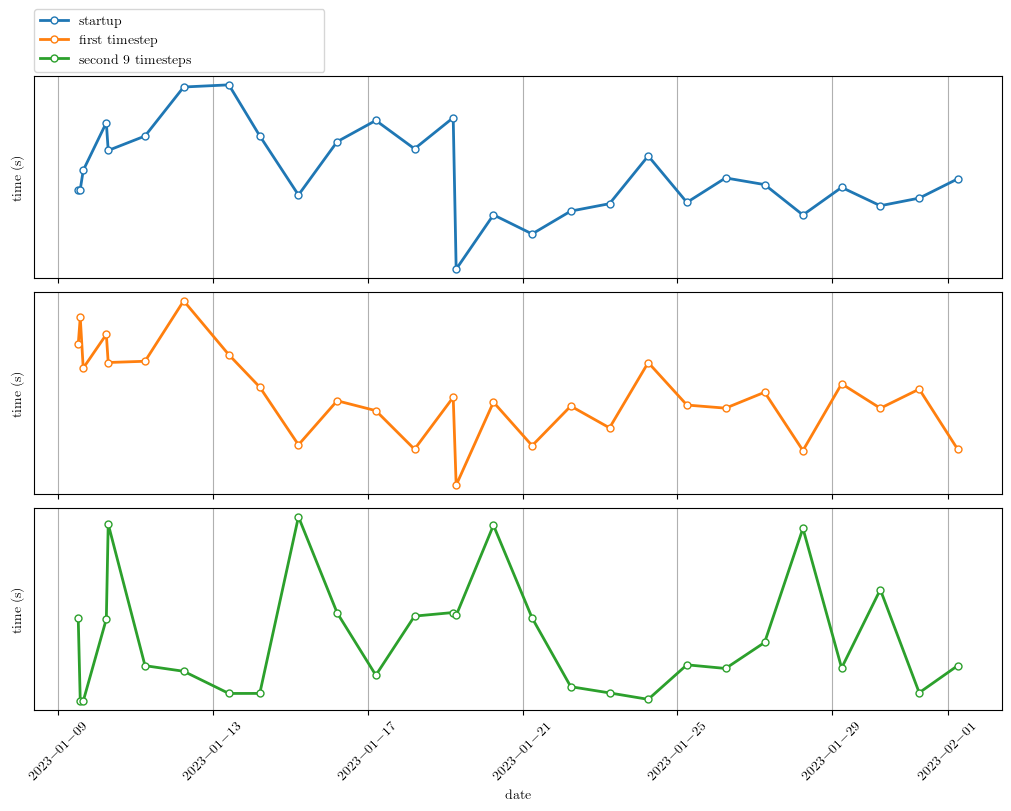 startup
first timestep
second 9 timesteps
time (s)
time (s)
time (s)
2023−01−09
2023−01−13
2023−01−17
2023−01−21
2023−01−25
2023−01−29
2023−02−01
date